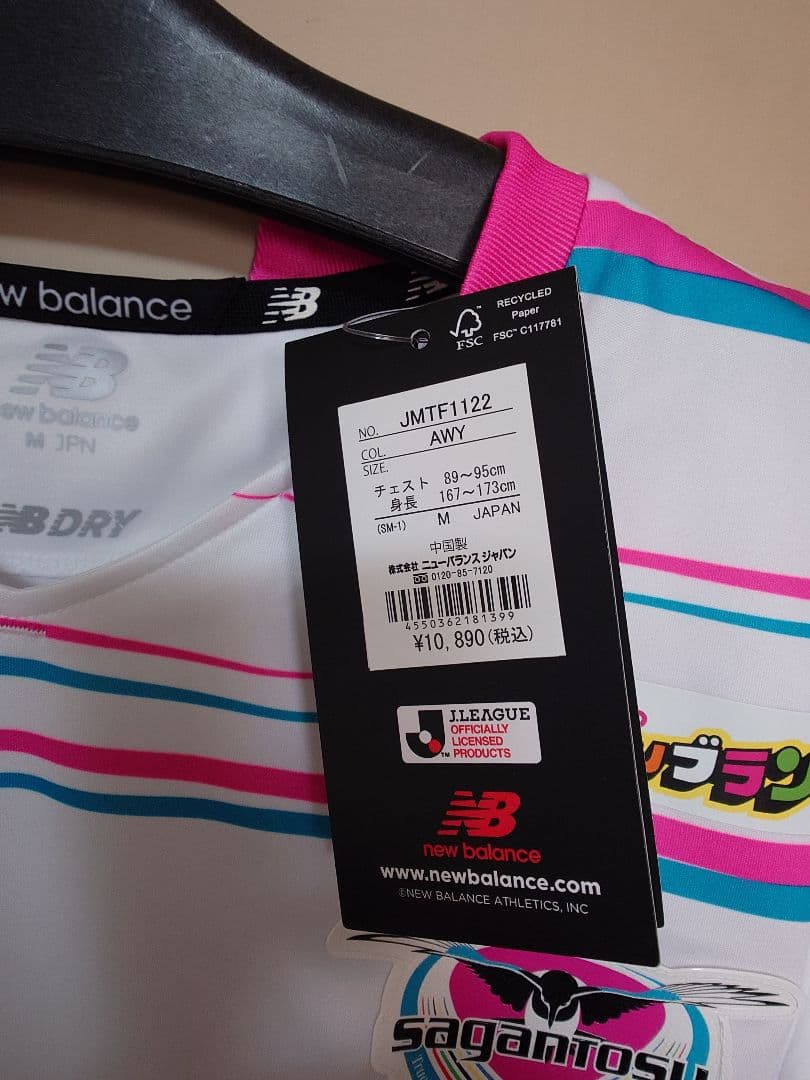 w balance
NB
new balance
M JPN
NB DRY
FSC
RECYCLED
Paper
FSC™ C117781
NO. JMTF1122
COL. AWY
SIZE.
チェスト 89～95cm
身長 167～173cm
(SM-1) M JAPAN
中国製
株式会社 ニューバランス ジャパン
0120-85-7120
4550362181399
¥10,890(税込)
J.LEAGUE
OFFICIALLY
LICENSED
PRODUCTS
NB
new balance
www.newbalance.com
©NEW BALANCE ATHLETICS, INC
ブラン
sagantosu